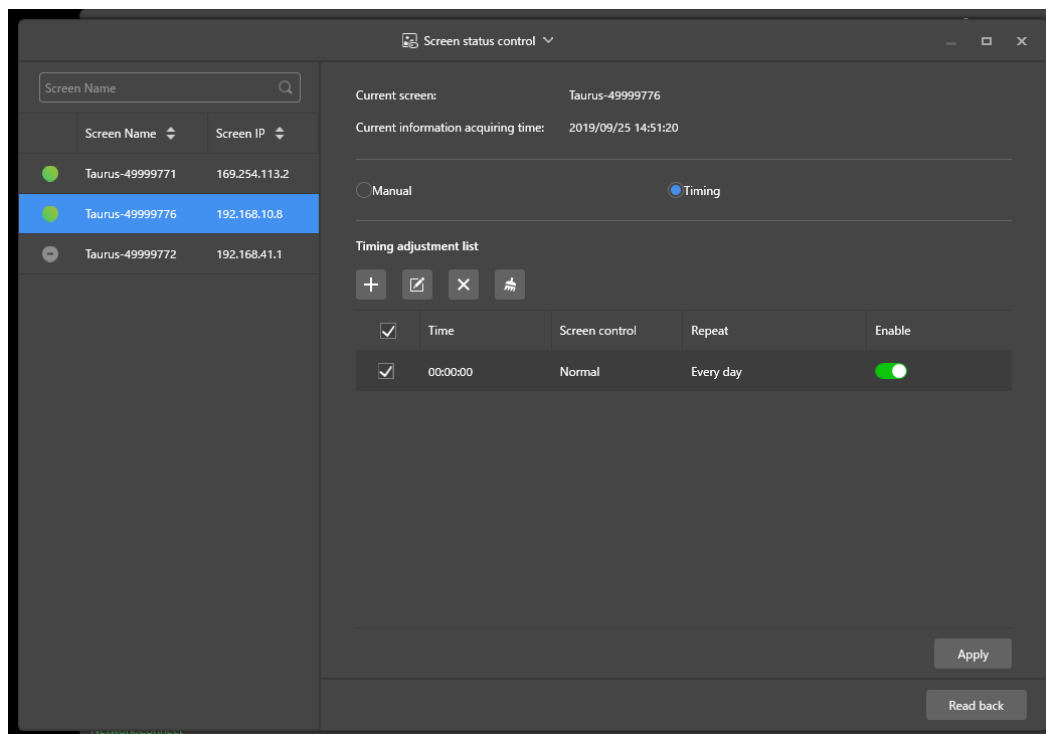 Screen status control
Screen Name
Screen Name Screen IP
Taurus-49999771 169.254.113.2
Taurus-49999776 192.168.10.8
Taurus-49999772 192.168.41.1
Current screen: Taurus-49999776
Current information acquiring time: 2019/09/25 14:51:20
Manual Timing
Timing adjustment list
Time Screen control Repeat Enable
00:00:00 Normal Every day
Apply
Read back